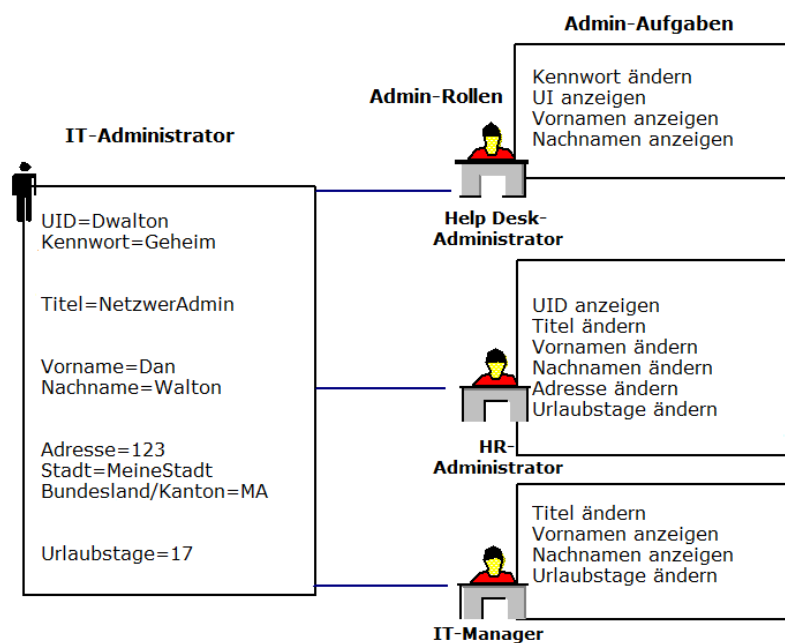 Admin-Aufgaben
Kennwort ändern
UI anzeigen
Vornamen anzeigen
Nachnamen anzeigen
Admin-Rollen
IT-Administrator
UID=Dwalton
Kennwort=Geheim
Titel=NetzwerAdmin
Vorname=Dan
Nachname=Walton
Adresse=123
Stadt=MeineStadt
Bundesland/Kanton=MA
Urlaubstage=17
Help Desk-
Administrator
UID anzeigen
Titel ändern
Vornamen ändern
Nachnamen ändern
Adresse ändern
Urlaubstage ändern
HR-
Administrator
Titel ändern
Vornamen anzeigen
Nachnamen anzeigen
Urlaubstage ändern
IT-Manager